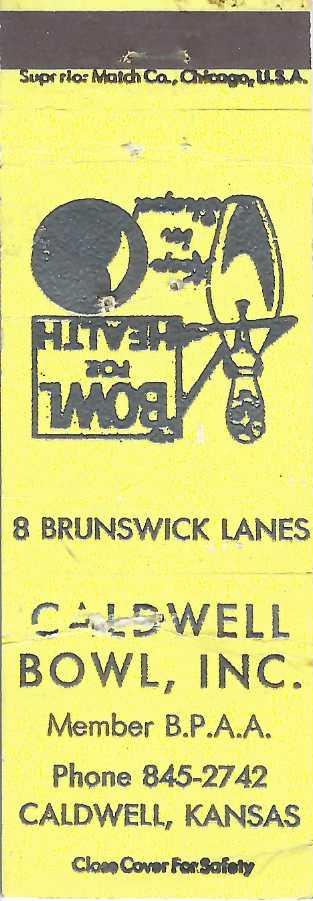 Superior Match Co., Chicago, U.S.A.
BOWL
FOR
HEALTH
8 BRUNSWICK LANES
CALDWELL
BOWL, INC.
Member B.P.A.A.
Phone 845-2742
CALDWELL, KANSAS
Close Cover For Safety